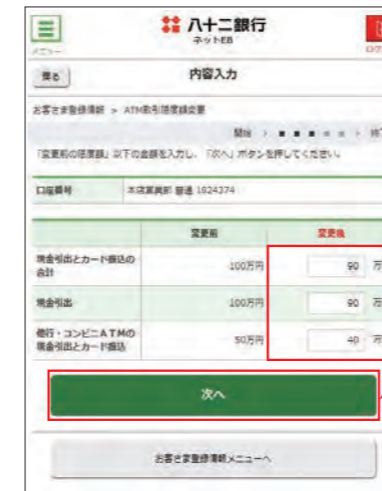 八十二銀行
ネットEB
メニュー
戻る
内容入力
お客さま登録情報 > ATM取引限度額変更
開始
「変更前の限度額」以下の金額を入力し、「次へ」ボタンを押してください。
口座番号 本店営業部 普通 1824374
変更前 変更後
現金引出とカード振込の合計 100万円 90 万
現金引出 100万円 90 万
他行・コンビニATMの現金引出とカード振込 50万円 40 万
次へ
お客さま登録情報メニューへ